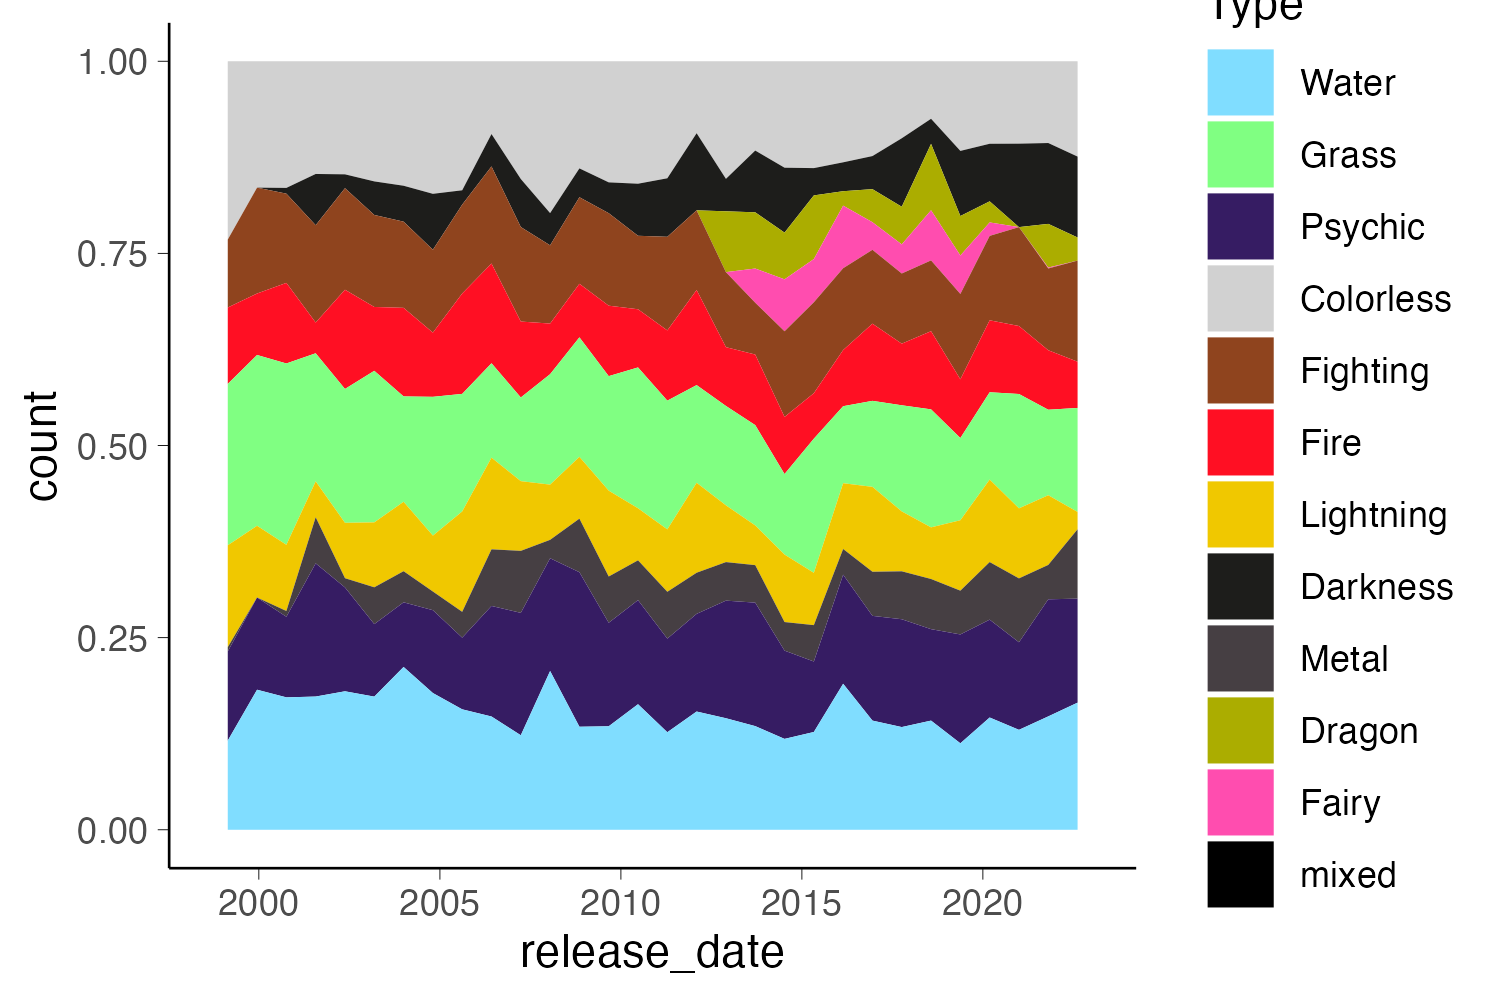 Type
1.00
0.75
0.50
0.25
0.00
count
2000 2005 2010 2015 2020
release_date
Water
Grass
Psychic
Colorless
Fighting
Fire
Lightning
Darkness
Metal
Dragon
Fairy
mixed